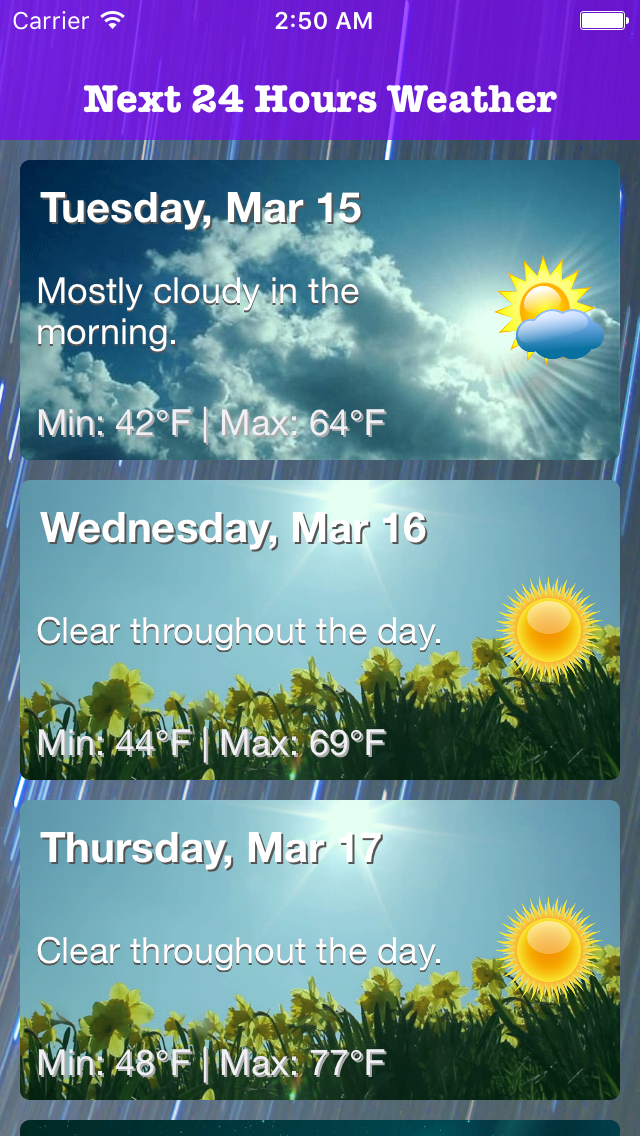 Carrier 2:50 AM
Next 24 Hours Weather
Tuesday, Mar 15
Mostly cloudy in the
morning.
Min: 42°F | Max: 64°F
Wednesday, Mar 16
Clear throughout the day.
Min: 44°F | Max: 69°F
Thursday, Mar 17
Clear throughout the day.
Min: 48°F | Max: 77°F